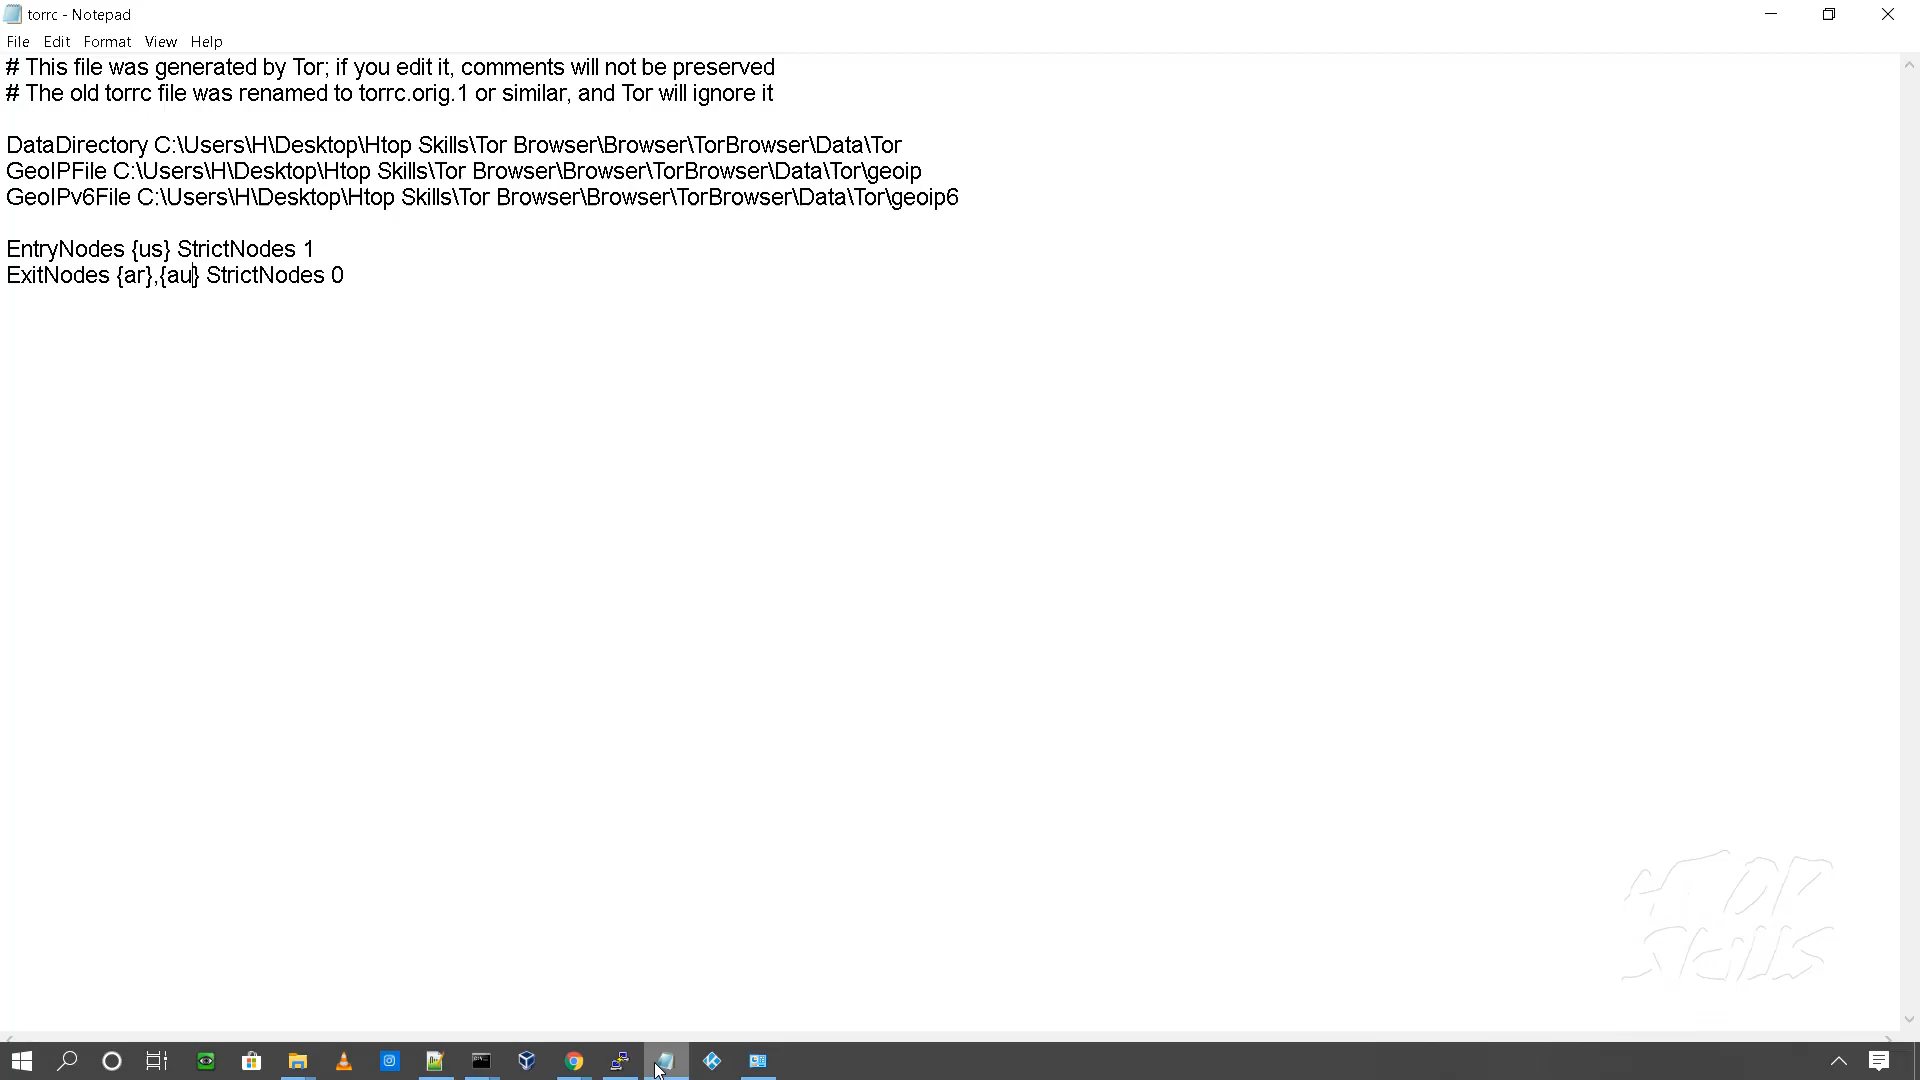 torrc - Notepad
File Edit Format View Help
# This file was generated by Tor; if you edit it, comments will not be preserved
# The old torrc file was renamed to torrc.orig.1 or similar, and Tor will ignore it
DataDirectory C:\Users\H\Desktop\Htop Skills\Tor Browser\Browser\TorBrowser\Data\Tor
GeoIPFile C:\Users\H\Desktop\Htop Skills\Tor Browser\Browser\TorBrowser\Data\Tor\geoip
GeoIPv6File C:\Users\H\Desktop\Htop Skills\Tor Browser\Browser\TorBrowser\Data\Tor\geoip6
EntryNodes {us} StrictNodes 1
ExitNodes {ar},{au} StrictNodes 0
HTOP
SKILLS